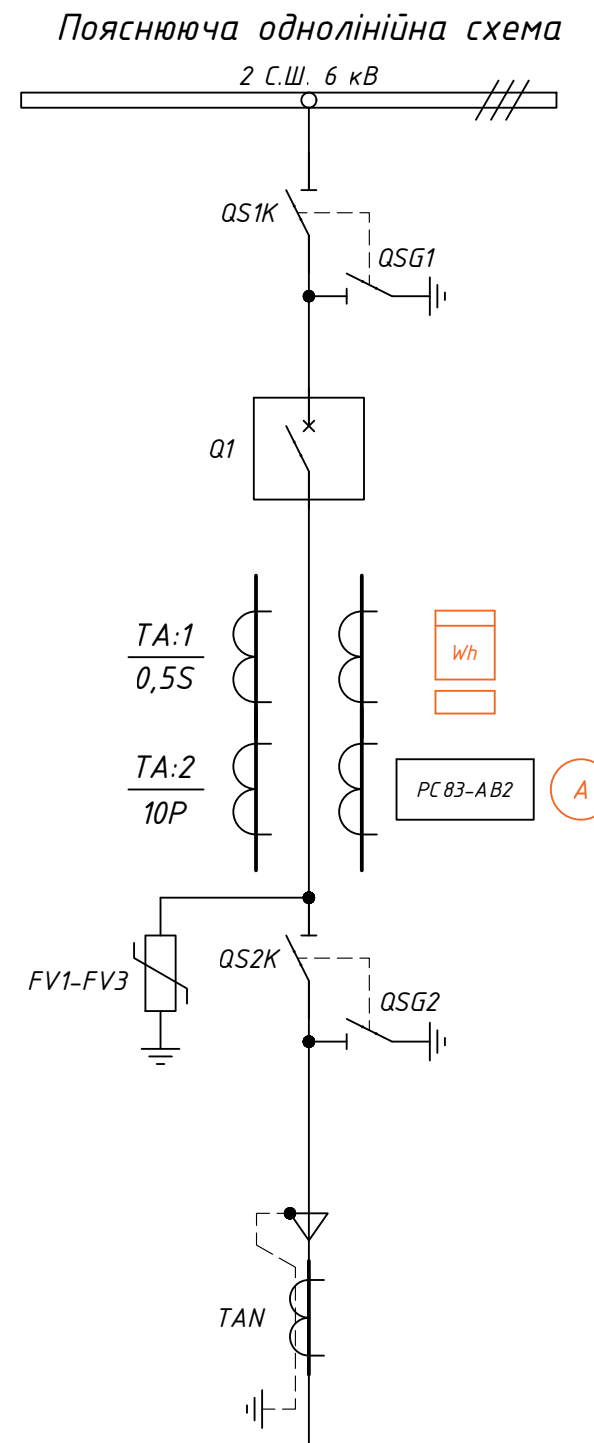 Пояснююча однолінійна схема
2 С.Ш. 6 кВ
QS1K
QSG1
Q1
TA:1
0,5S
Wh
TA:2
10P
РС83-АВ2
A
QS2K
FV1-FV3
QSG2
TAN